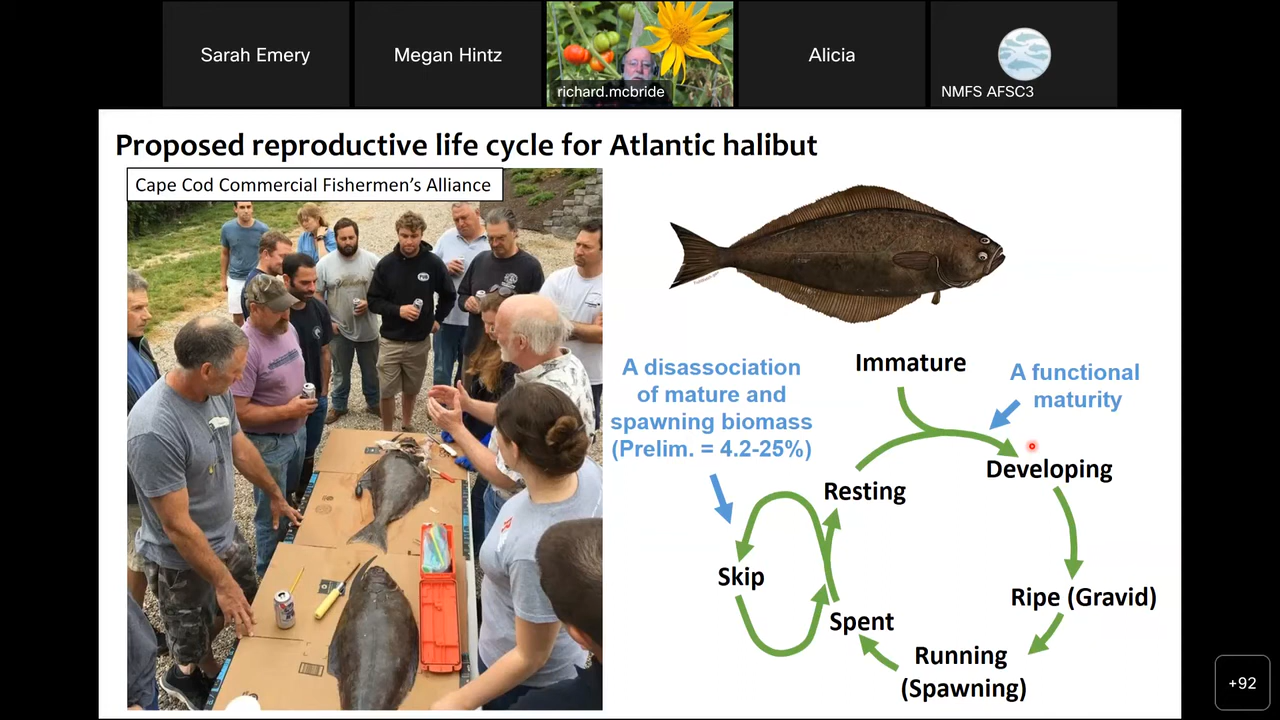 Sarah Emery
Megan Hintz
richard.mcbride
Alicia
NMFS AFSC3
Proposed reproductive life cycle for Atlantic halibut
Cape Cod Commercial Fishermen's Alliance
A disassociation
of mature and
spawning biomass
(Prelim. = 4.2-25%)
Immature
A functional
maturity
Developing
Resting
Skip
Ripe (Gravid)
Spent
Running
(Spawning)
+92